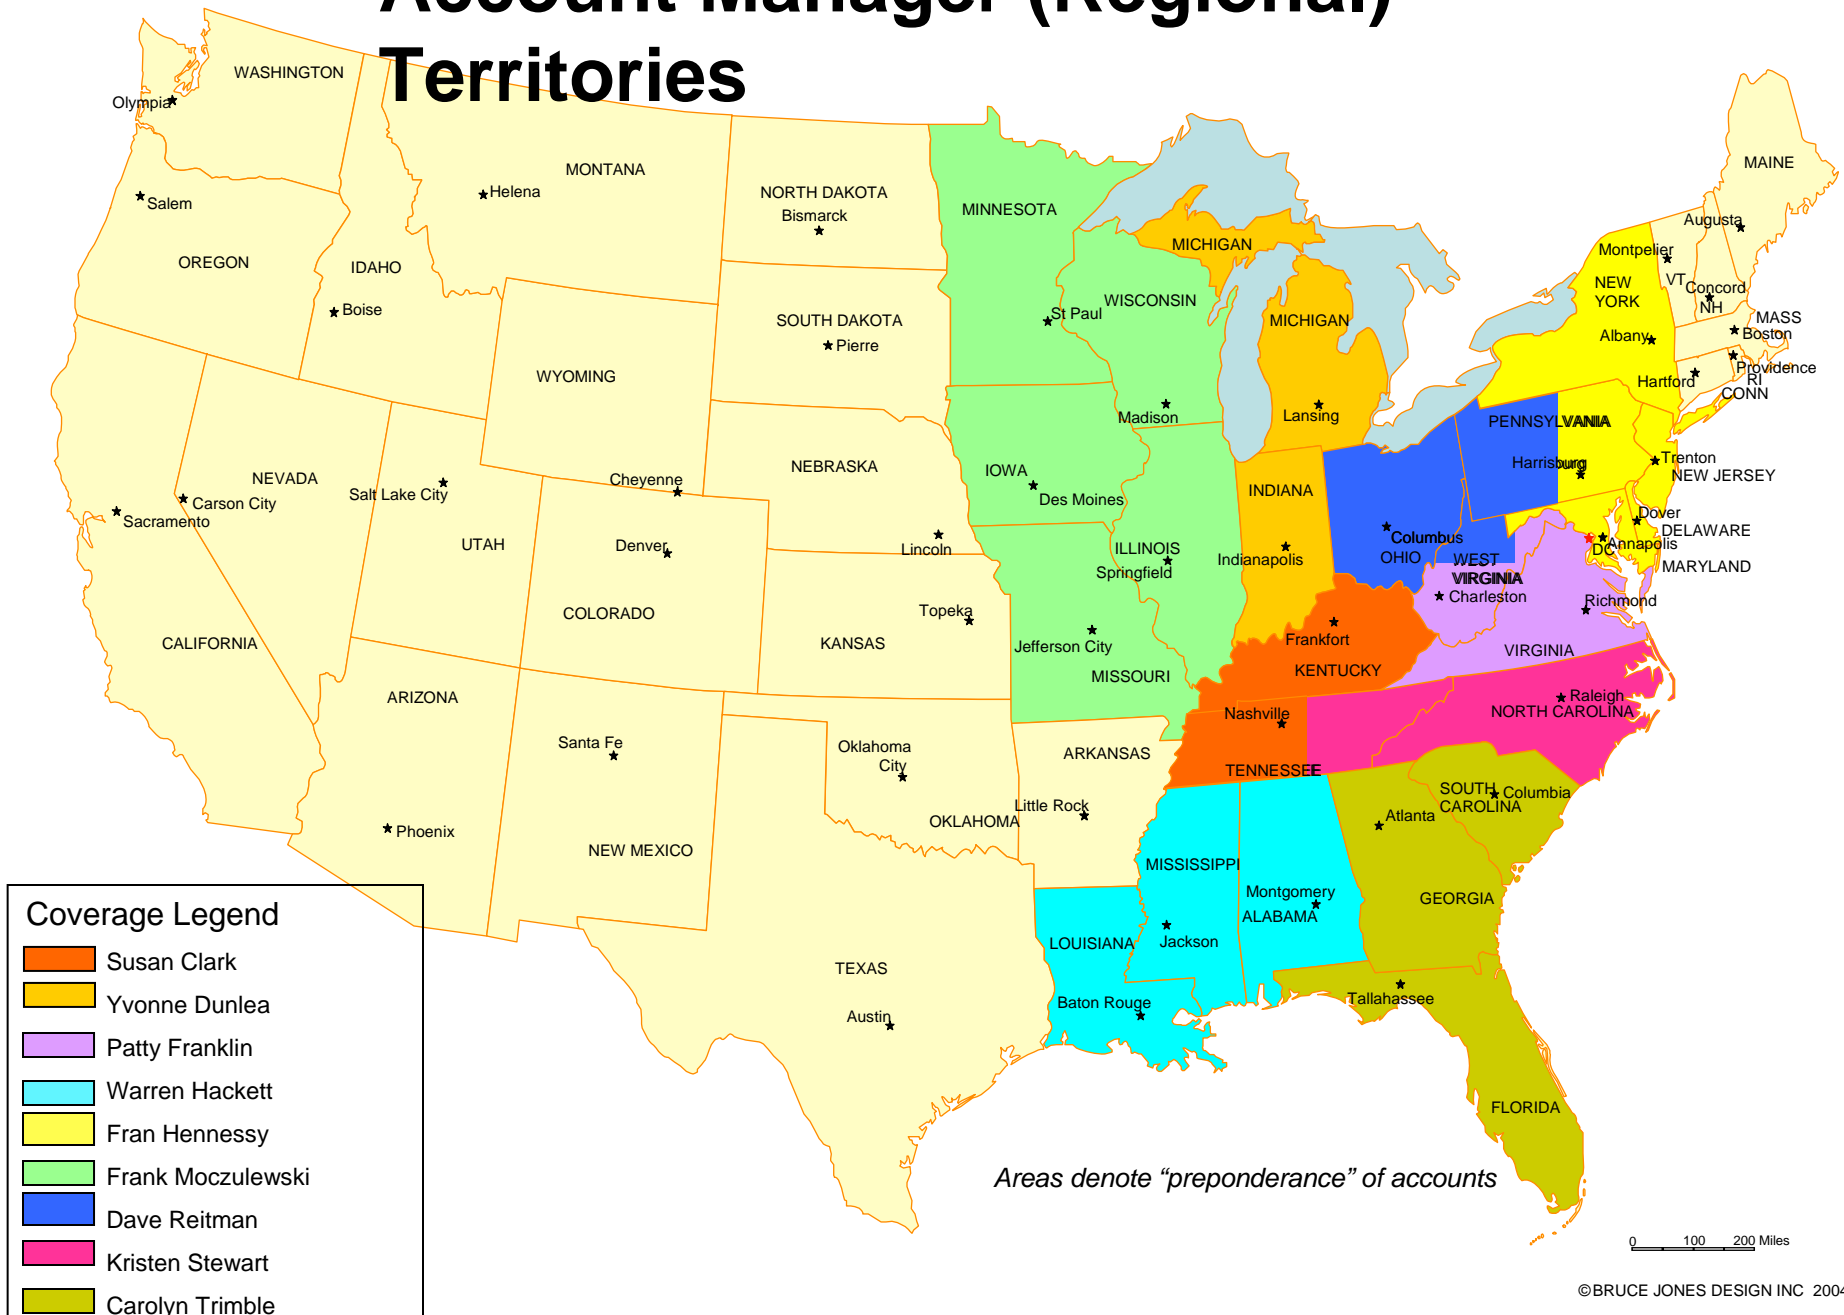 Account Manager (Regional)
Territories
WASHINGTON
Olympia
MONTANA
Helena
NORTH DAKOTA
Bismarck
MINNESOTA
MICHIGAN
MAINE
Augusta
Salem
OREGON
IDAHO
Boise
Montpelier
VT
Concord
NH
NEW
YORK
Albany
MASS
Boston
Providence
RI
Hartford
CONN
WISCONSIN
St Paul
MICHIGAN
SOUTH DAKOTA
Pierre
WYOMING
Madison
Lansing
PENNSYLVANIA
Harrisburg
Trenton
NEW JERSEY
NEBRASKA
IOWA
Des Moines
INDIANA
NEVADA
Carson City
Salt Lake City
Cheyenne
Sacramento
UTAH
Denver
Lincoln
ILLINOIS
Springfield
Indianapolis
Columbus
OHIO
WEST
VIRGINIA
Charleston
Dover
DELAWARE
DC
Annapolis
MARYLAND
Richmond
COLORADO
Topeka
KANSAS
Jefferson City
MISSOURI
Frankfort
KENTUCKY
VIRGINIA
CALIFORNIA
ARIZONA
Nashville
Raleigh
NORTH CAROLINA
Santa Fe
Oklahoma
City
ARKANSAS
TENNESSEE
SOUTH
CAROLINA
Columbia
Little Rock
OKLAHOMA
Atlanta
Phoenix
NEW MEXICO
MISSISSIPPI
Montgomery
ALABAMA
GEORGIA
LOUISIANA
Jackson
TEXAS
Baton Rouge
Tallahassee
Austin
FLORIDA
Coverage Legend
Susan Clark
Yvonne Dunlea
Patty Franklin
Warren Hackett
Fran Hennessy
Frank Moczulewski
Dave Reitman
Kristen Stewart
Carolyn Trimble
Areas denote “preponderance” of accounts
0 100 200 Miles
©BRUCE JONES DESIGN INC 2004